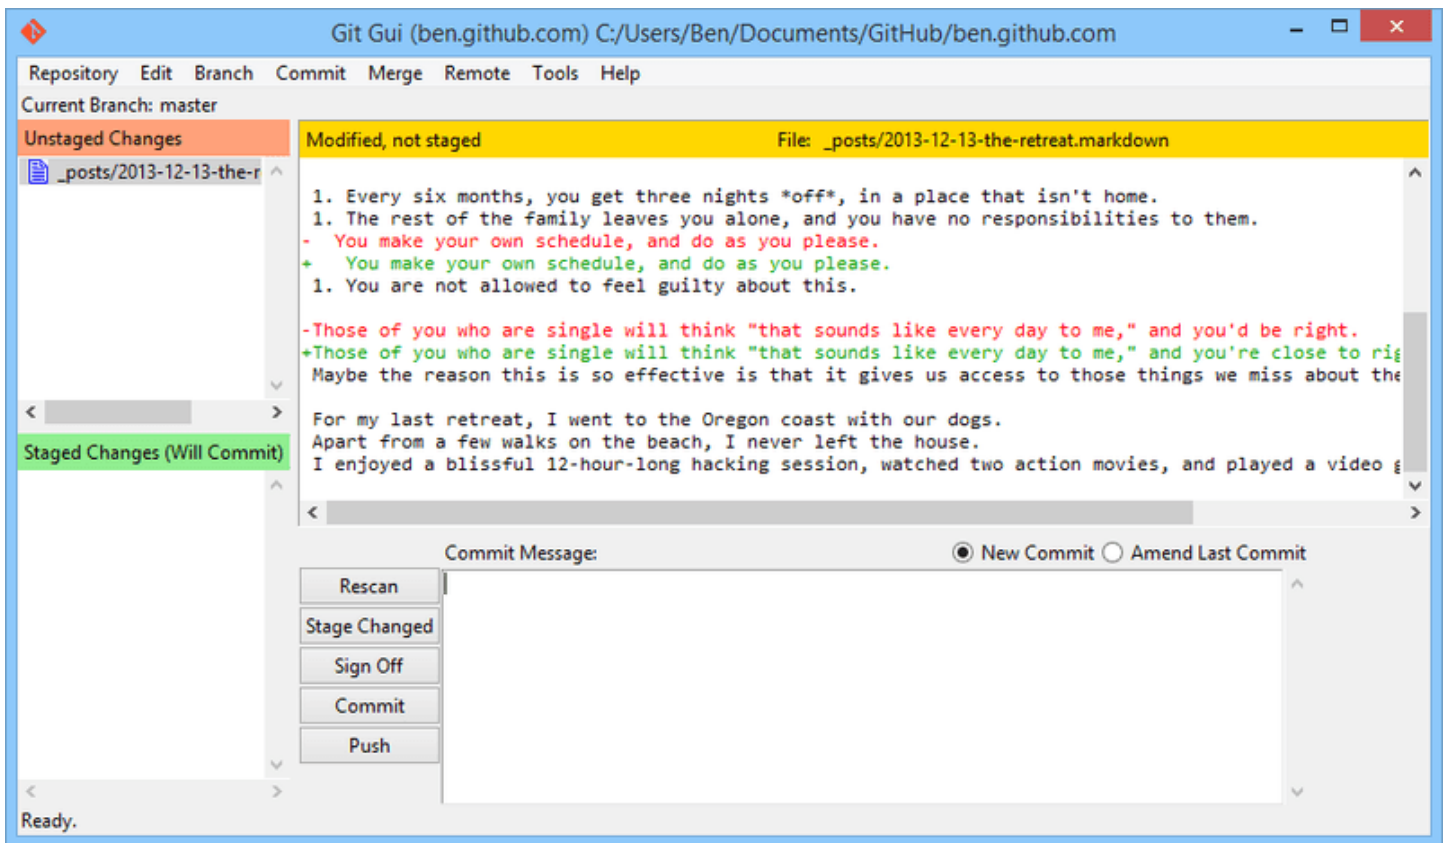 Git Gui (ben.github.com) C:/Users/Ben/Documents/GitHub/ben.github.com
Repository Edit Branch Commit Merge Remote Tools Help
Current Branch: master
Unstaged Changes
_posts/2013-12-13-the-r
Modified, not staged File: _posts/2013-12-13-the-retreat.markdown
1. Every six months, you get three nights *off*, in a place that isn't home.
1. The rest of the family leaves you alone, and you have no responsibilities to them.
- You make your own schedule, and do as you please.
+ You make your own schedule, and do as you please.
1. You are not allowed to feel guilty about this.
-Those of you who are single will think "that sounds like every day to me," and you'd be right.
+Those of you who are single will think "that sounds like every day to me," and you're close to rig
Maybe the reason this is so effective is that it gives us access to those things we miss about the
For my last retreat, I went to the Oregon coast with our dogs.
Apart from a few walks on the beach, I never left the house.
I enjoyed a blissful 12-hour-long hacking session, watched two action movies, and played a video g
Staged Changes (Will Commit)
Commit Message: New Commit Amend Last Commit
Rescan
Stage Changed
Sign Off
Commit
Push
Ready.